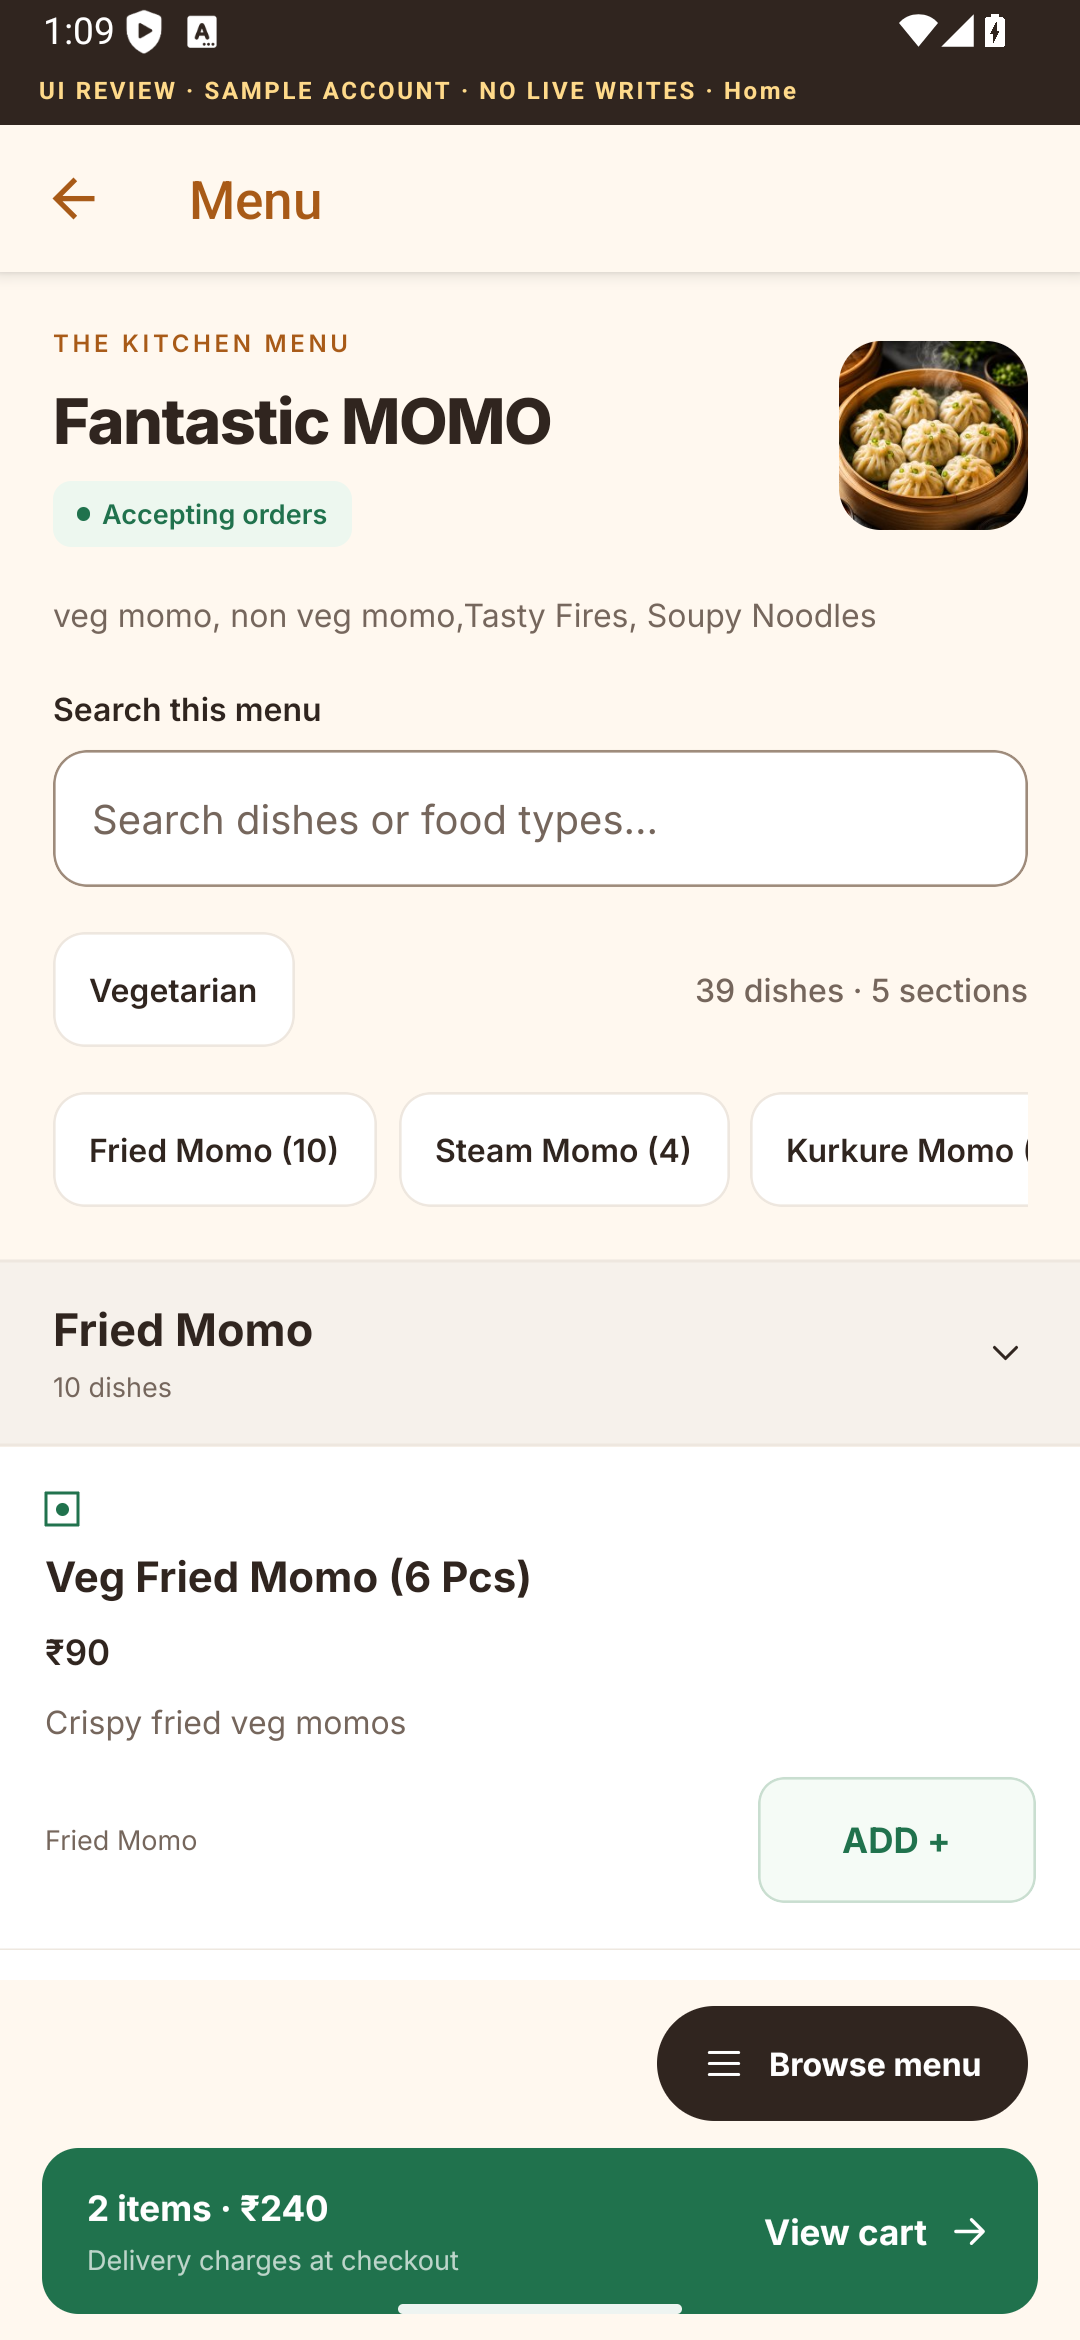 1:09
UI REVIEW · SAMPLE ACCOUNT · NO LIVE WRITES · Home
Menu
THE KITCHEN MENU
Fantastic MOMO
Accepting orders
veg momo, non veg momo,Tasty Fires, Soupy Noodles
Search this menu
Search dishes or food types...
Vegetarian
39 dishes · 5 sections
Fried Momo (10)
Steam Momo (4)
Kurkure Momo (
Fried Momo
10 dishes
Veg Fried Momo (6 Pcs)
₹90
Crispy fried veg momos
Fried Momo
ADD +
Browse menu
2 items · ₹240
Delivery charges at checkout
View cart